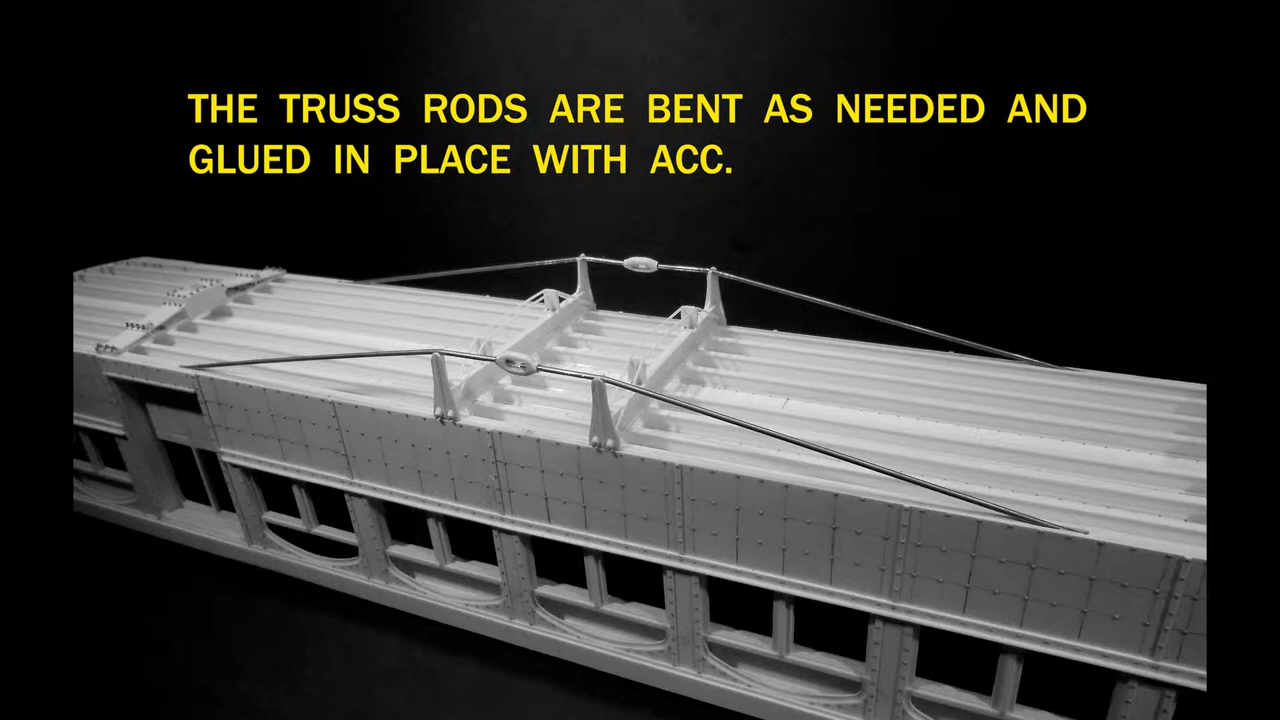 THE TRUSS RODS ARE BENT AS NEEDED AND
GLUED IN PLACE WITH ACC.